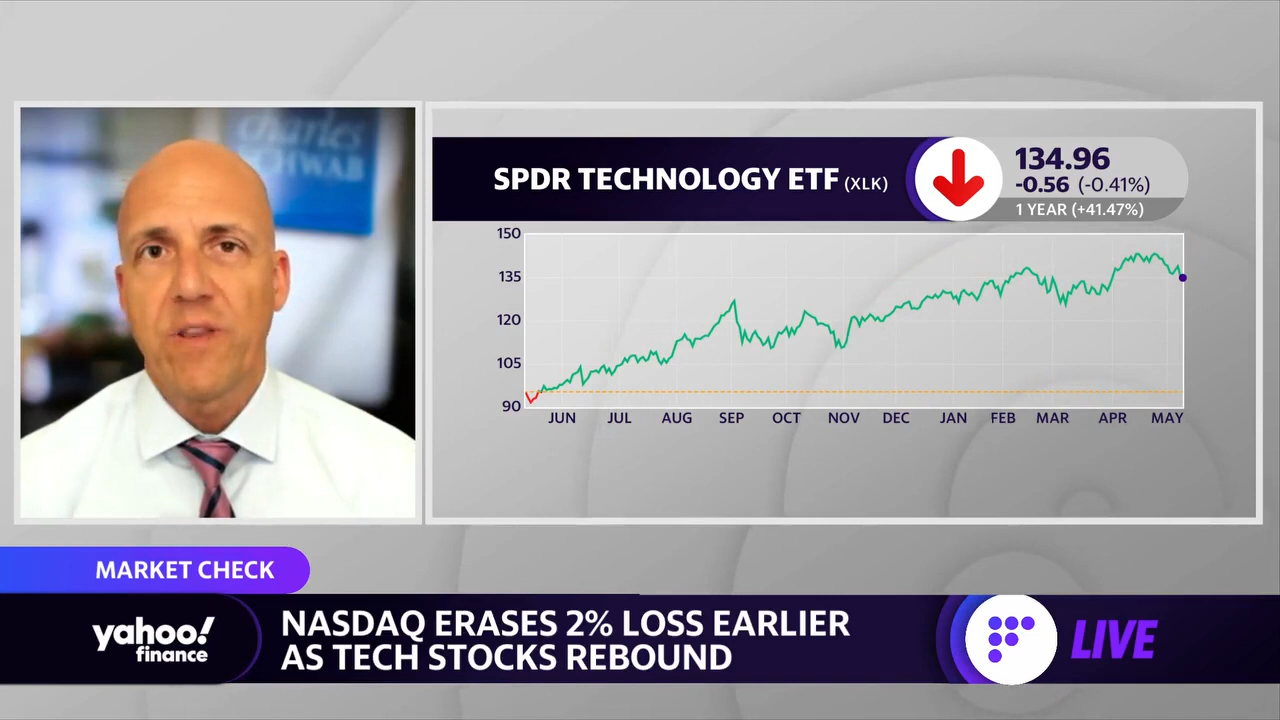 charles
SCHWAB
SPDR TECHNOLOGY ETF (XLK)
134.96
-0.56 (-0.41%)
1 YEAR (+41.47%)
150
135
120
105
90
JUN JUL AUG SEP OCT NOV DEC JAN FEB MAR APR MAY
MARKET CHECK
yahoo!
finance
NASDAQ ERASES 2% LOSS EARLIER
AS TECH STOCKS REBOUND
LIVE